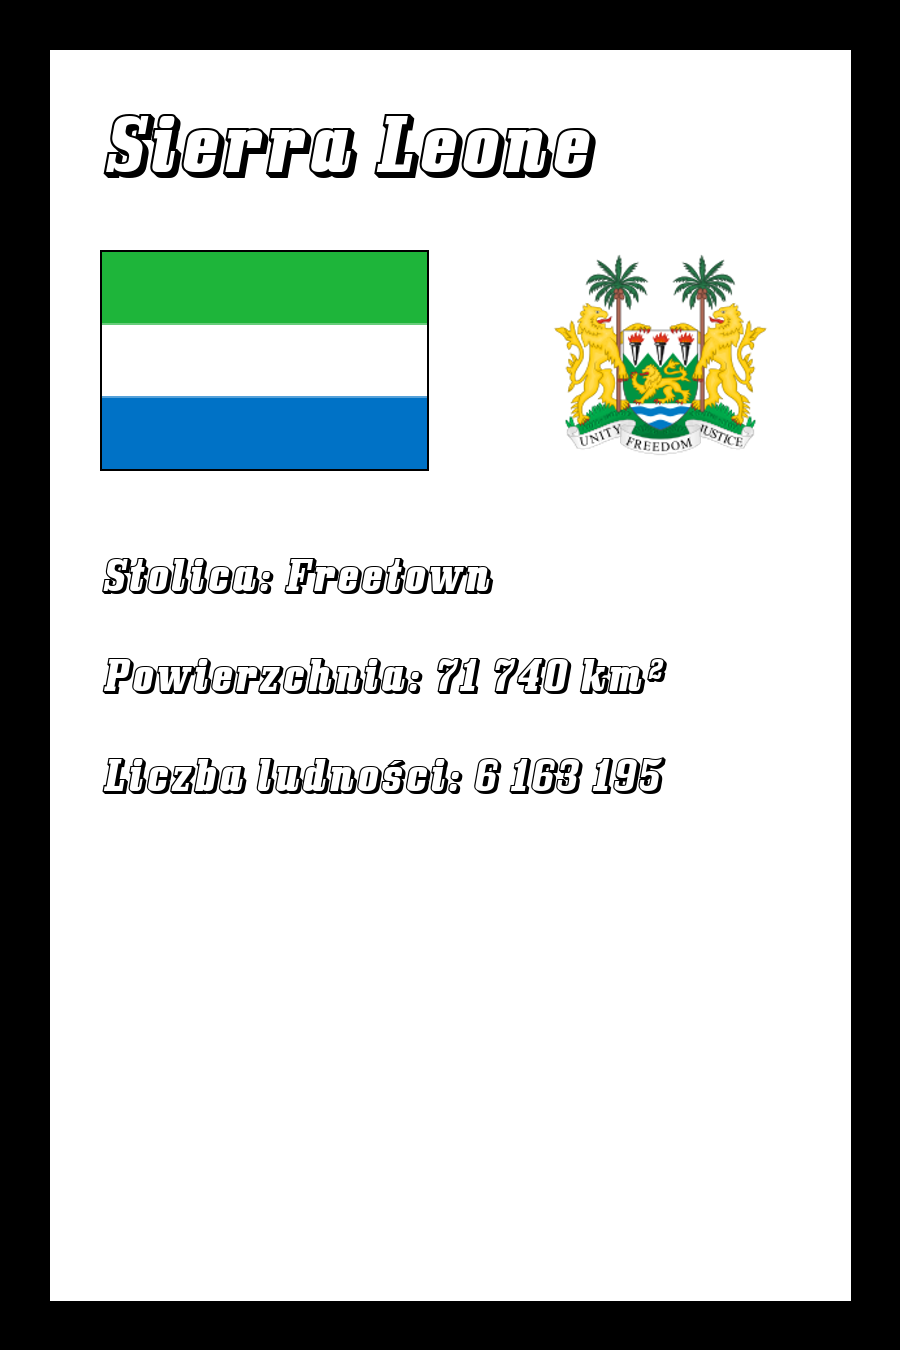 Sierra Leone
UNITY FREEDOM JUSTICE
Stolica: Freetown
Powierzchnia: 71 740 km²
Liczba ludności: 6 163 195